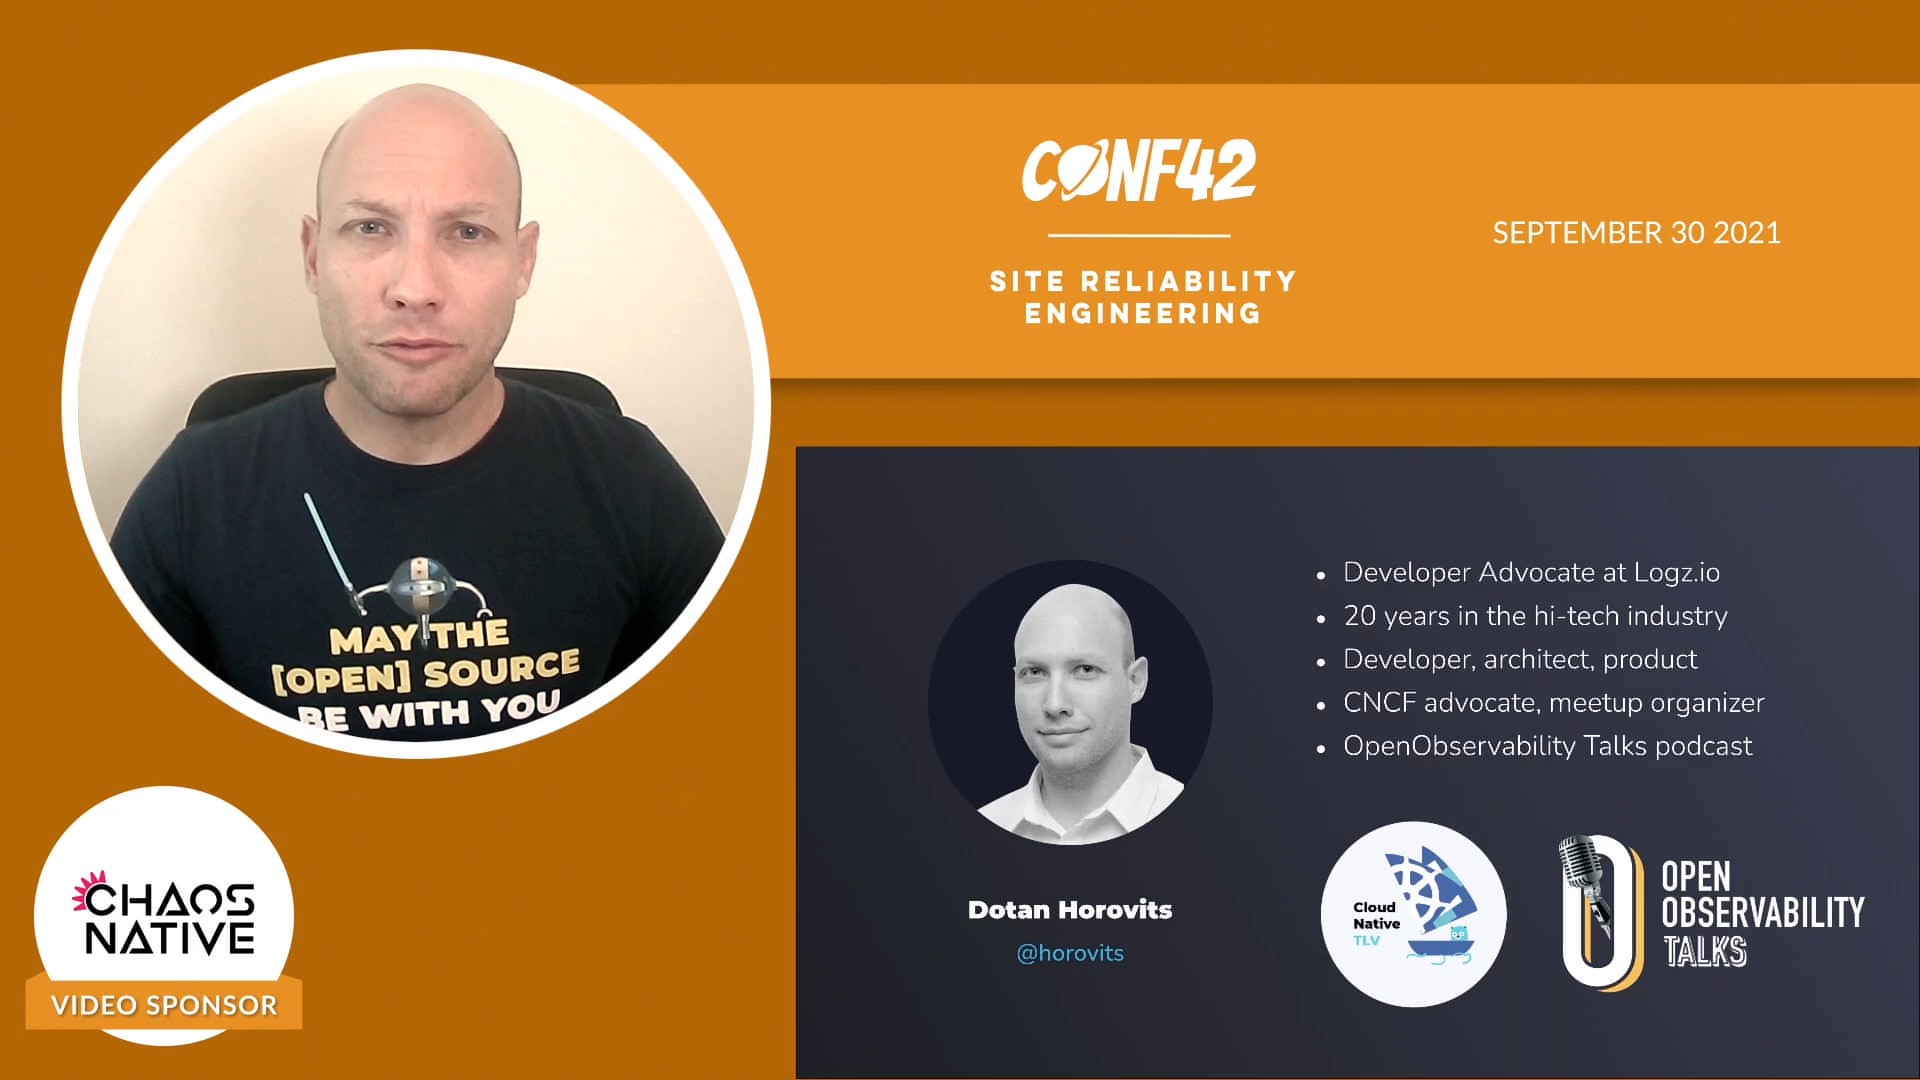 CONF42
SITE RELIABILITY
ENGINEERING
SEPTEMBER 30 2021
MAY THE
[OPEN] SOURCE
BE WITH YOU
• Developer Advocate at Logz.io
• 20 years in the hi-tech industry
• Developer, architect, product
• CNCF advocate, meetup organizer
• OpenObservability Talks podcast
Dotan Horovits
@horovits
Cloud
Native
TLV
OPEN
OBSERVABILITY
TALKS
CHAOS
NATIVE
VIDEO SPONSOR